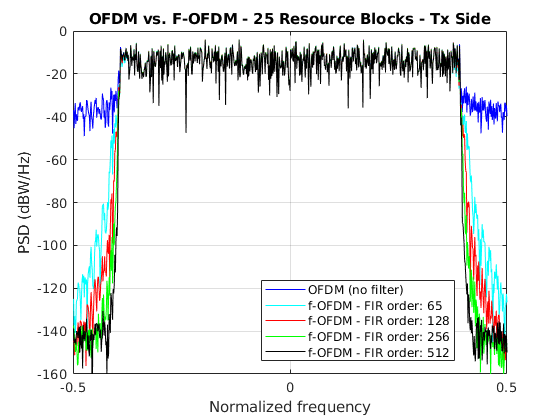 OFDM vs. F-OFDM - 25 Resource Blocks - Tx Side
0
-20
-40
-60
-80
-100
-120
-140
-160
PSD (dBW/Hz)
OFDM (no filter)
f-OFDM - FIR order: 65
f-OFDM - FIR order: 128
f-OFDM - FIR order: 256
f-OFDM - FIR order: 512
-0.5
0
0.5
Normalized frequency